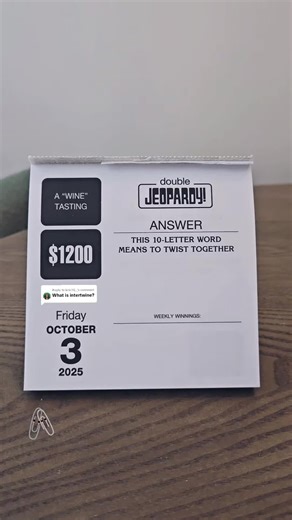 A "WINE"
TASTING
$1200
double
JEOPARDY!
ANSWER
THIS 10-LETTER WORD
MEANS TO TWIST TOGETHER
What is intertwine?
Friday
OCTOBER
3
2025
WEEKLY WINNINGS: